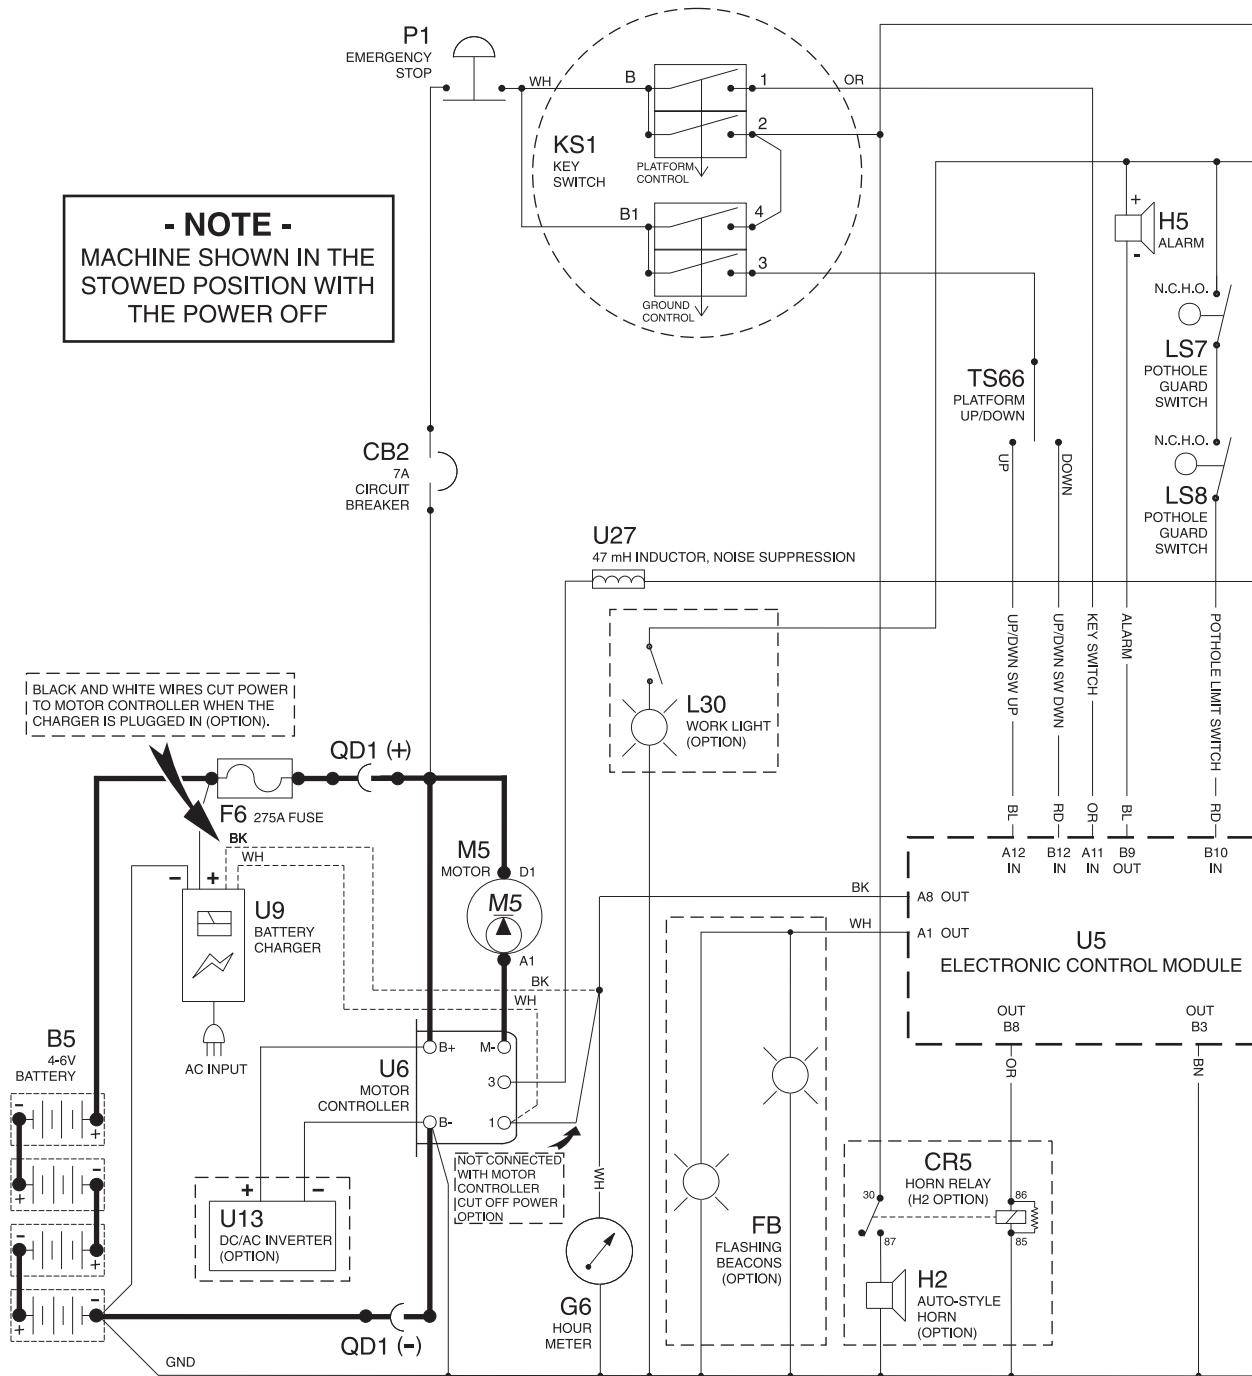 P1
EMERGENCY
STOP
WH
B
1
OR
2
KS1
KEY
SWITCH
PLATFORM
CONTROL
B1
4
3
GROUND
CONTROL
- NOTE -
MACHINE SHOWN IN THE
STOWED POSITION WITH
THE POWER OFF
+
H5
ALARM
-
N.C.H.O.
LS7
POTHOLE
GUARD
SWITCH
TS66
PLATFORM
UP/DOWN
UP
DOWN
N.C.H.O.
LS8
POTHOLE
GUARD
SWITCH
CB2
7A
CIRCUIT
BREAKER
U27
47 mH INDUCTOR, NOISE SUPPRESSION
UP/DWN SW UP
UP/DWN SW DWN
KEY SWITCH
ALARM
POTHOLE LIMIT SWITCH
L30
WORK LIGHT
(OPTION)
BLACK AND WHITE WIRES CUT POWER
TO MOTOR CONTROLLER WHEN THE
CHARGER IS PLUGGED IN (OPTION).
QD1 (+)
F6 275A FUSE
BK
WH
- +
U9
BATTERY
CHARGER
AC INPUT
M5
MOTOR
D1
M5
A1
BK
WH
BL
RD
OR
BL
RD
A12
IN
B12
IN
A11
IN
B9
OUT
B10
IN
BK
A8 OUT
WH
A1 OUT
U5
ELECTRONIC CONTROL MODULE
OUT
B8
OUT
B3
OR
BN
B5
4-6V
BATTERY
-
+
-
+
-
+
-
+
U6
MOTOR
CONTROLLER
B+
M-
3
B-
1
NOT CONNECTED
WITH MOTOR
CONTROLLER
CUT OFF POWER
OPTION
+ -
U13
DC/AC INVERTER
(OPTION)
WH
G6
HOUR
METER
FB
FLASHING
BEACONS
(OPTION)
CR5
HORN RELAY
(H2 OPTION)
30
87
86
85
H2
AUTO-STYLE
HORN
(OPTION)
QD1 (-)
GND